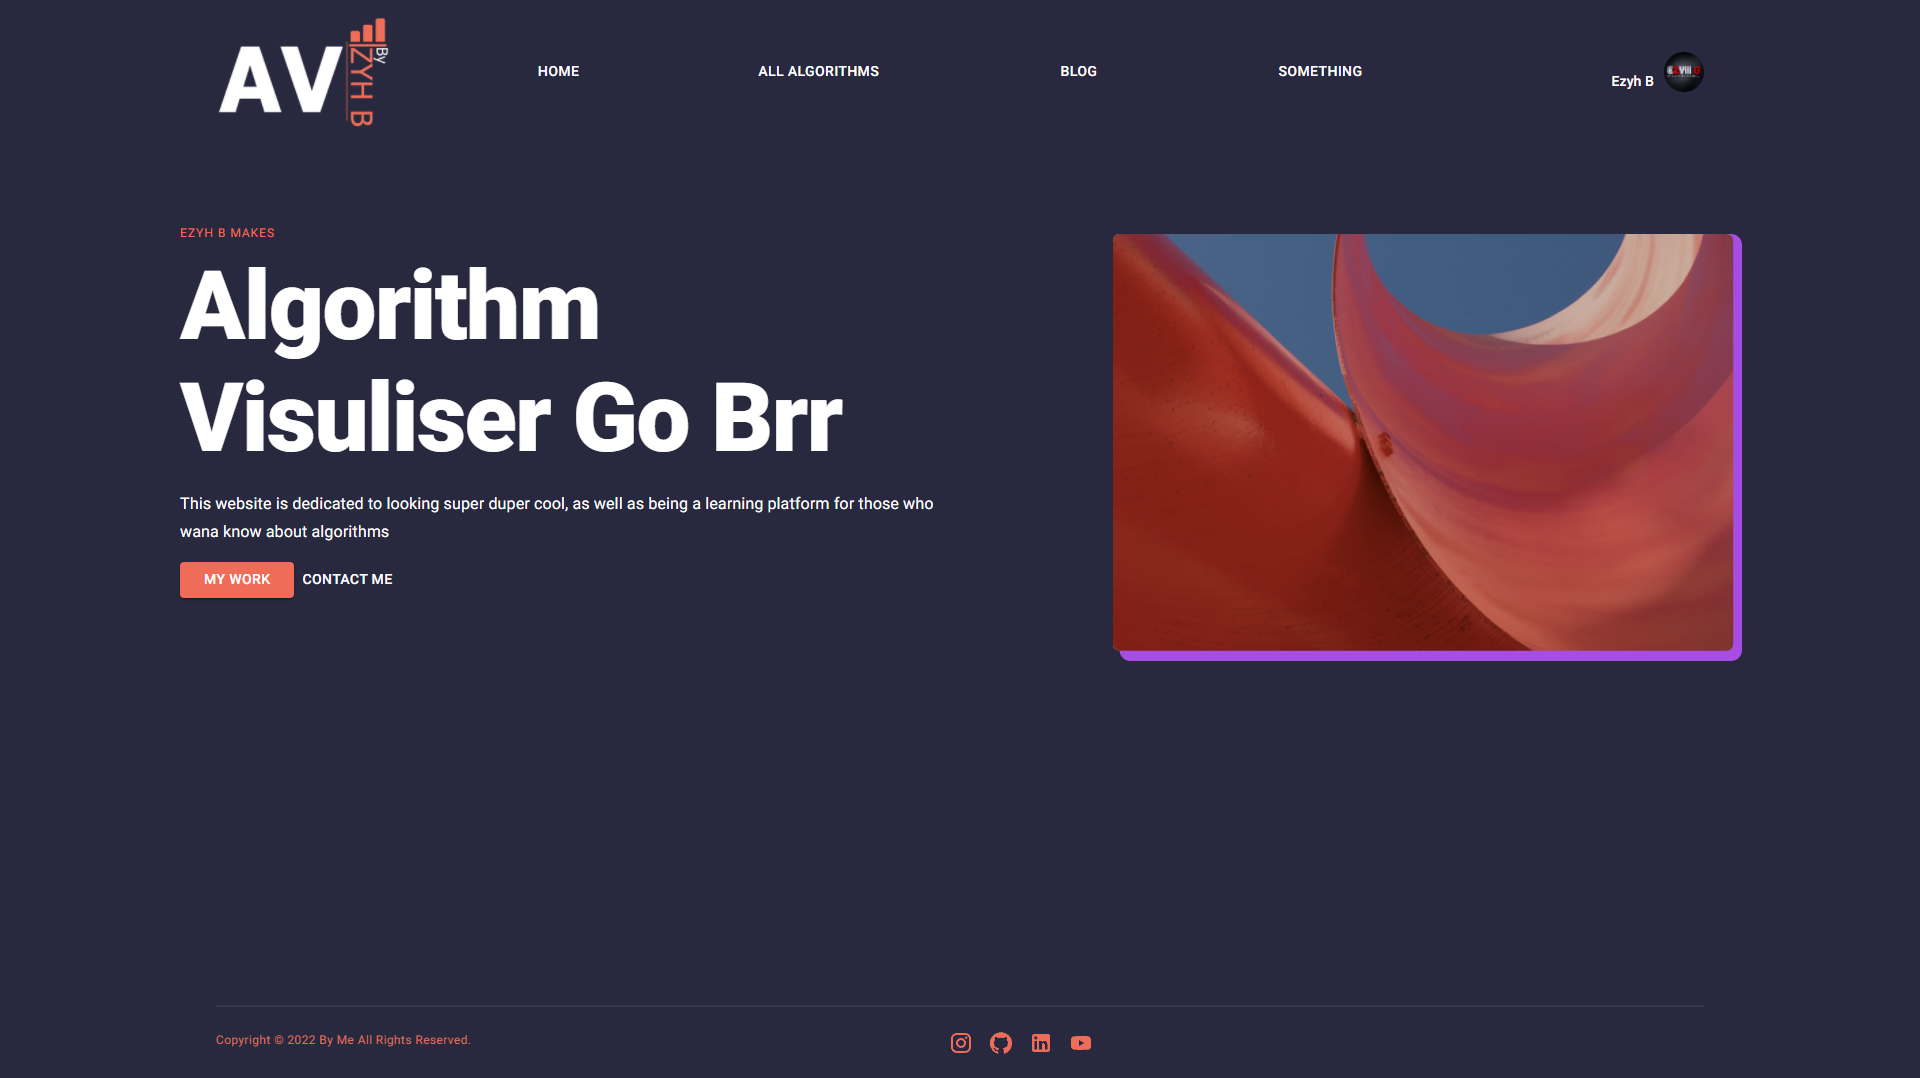 AV
By
EZYH B
HOME
ALL ALGORITHMS
BLOG
SOMETHING
Ezyh B
EZYH B
EZYH B MAKES
Algorithm
Visuliser Go Brr
This website is dedicated to looking super duper cool, as well as being a learning platform for those who
wana know about algorithms
MY WORK
CONTACT ME
Copyright © 2022 By Me All Rights Reserved.
in